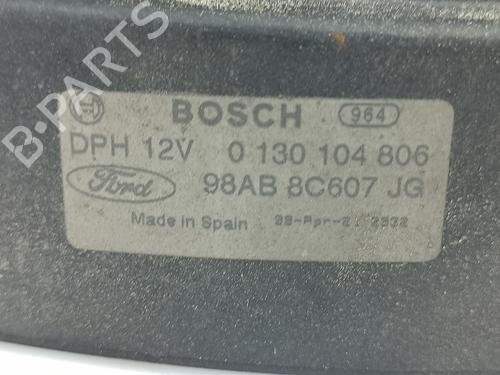 BOSCH 964
DPH 12V 0 130 104 806
Ford 98AB 8C607 JG
Made in Spain
B-PARTS